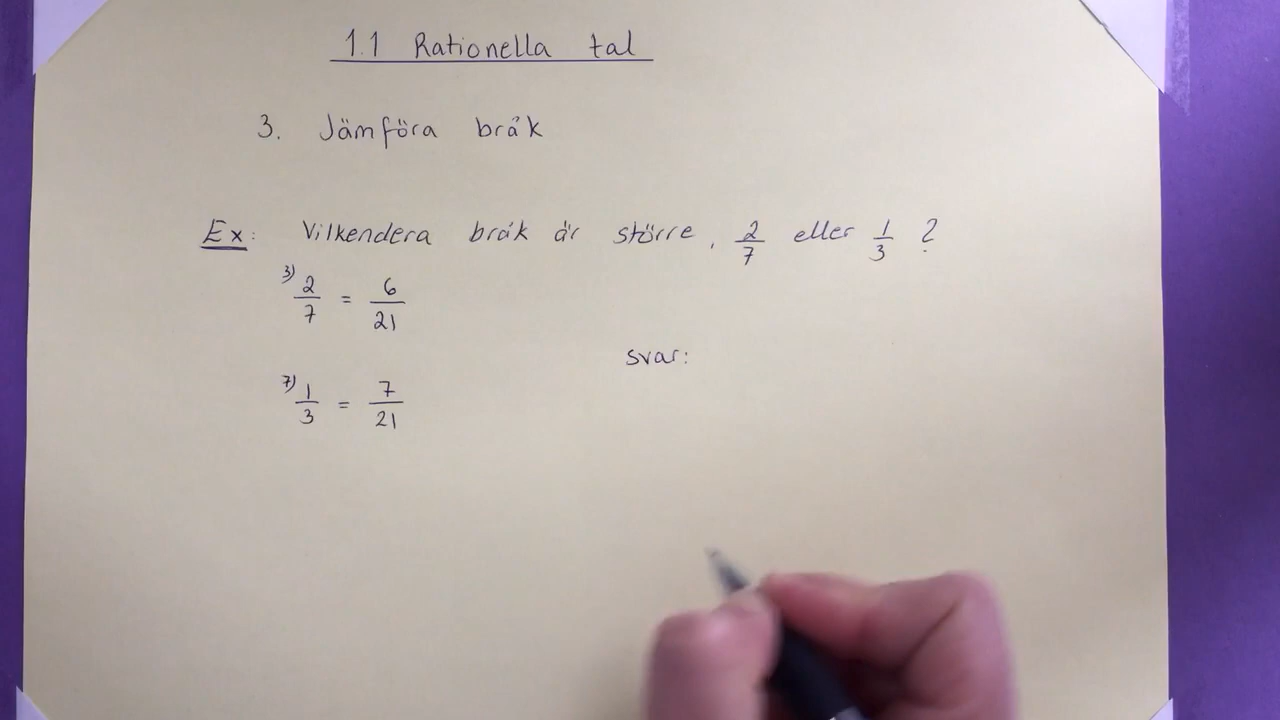 1.1 Rationella tal
3. Jämföra bråk
Ex: Vilkendera bråk är större, 2/7 eller 1/3 ?
3) 2/7 = 6/21
svar:
7) 1/3 = 7/21